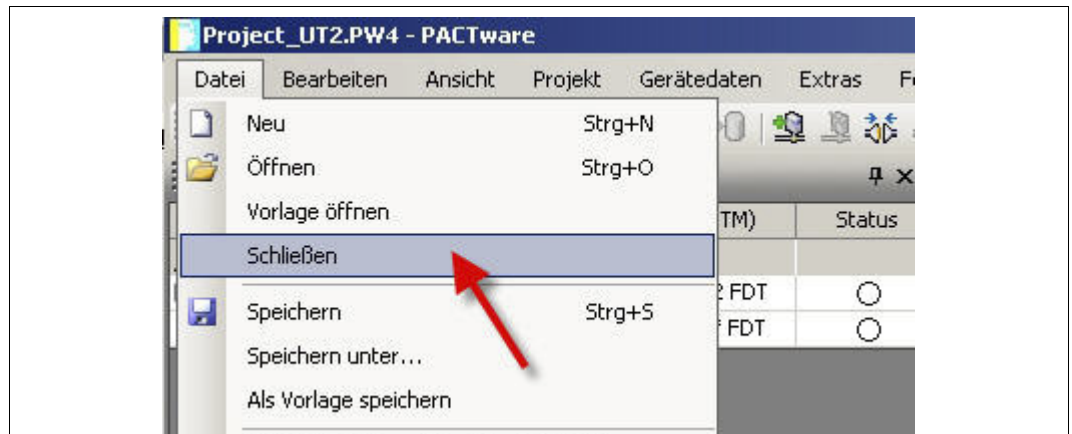 Project_UT2.PW4 - PACTware
Datei Bearbeiten Ansicht Projekt Gerätedaten Extras
Neu Strg+N
Öffnen Strg+O
Vorlage öffnen
TM) Status
Schließen
2 FDT
Speichern Strg+S
FDT
Speichern unter...
Als Vorlage speichern